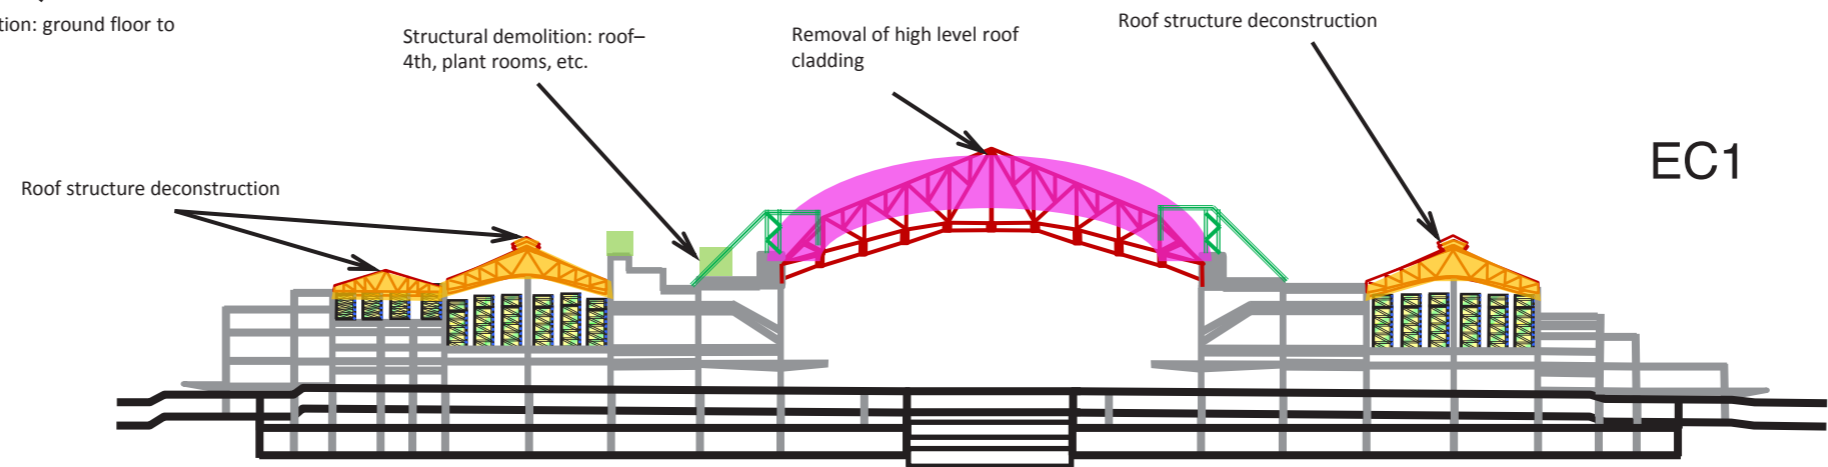 tion: ground floor to
Structural demolition: roof–
4th, plant rooms, etc.
Removal of high level roof
cladding
Roof structure deconstruction
EC1
Roof structure deconstruction